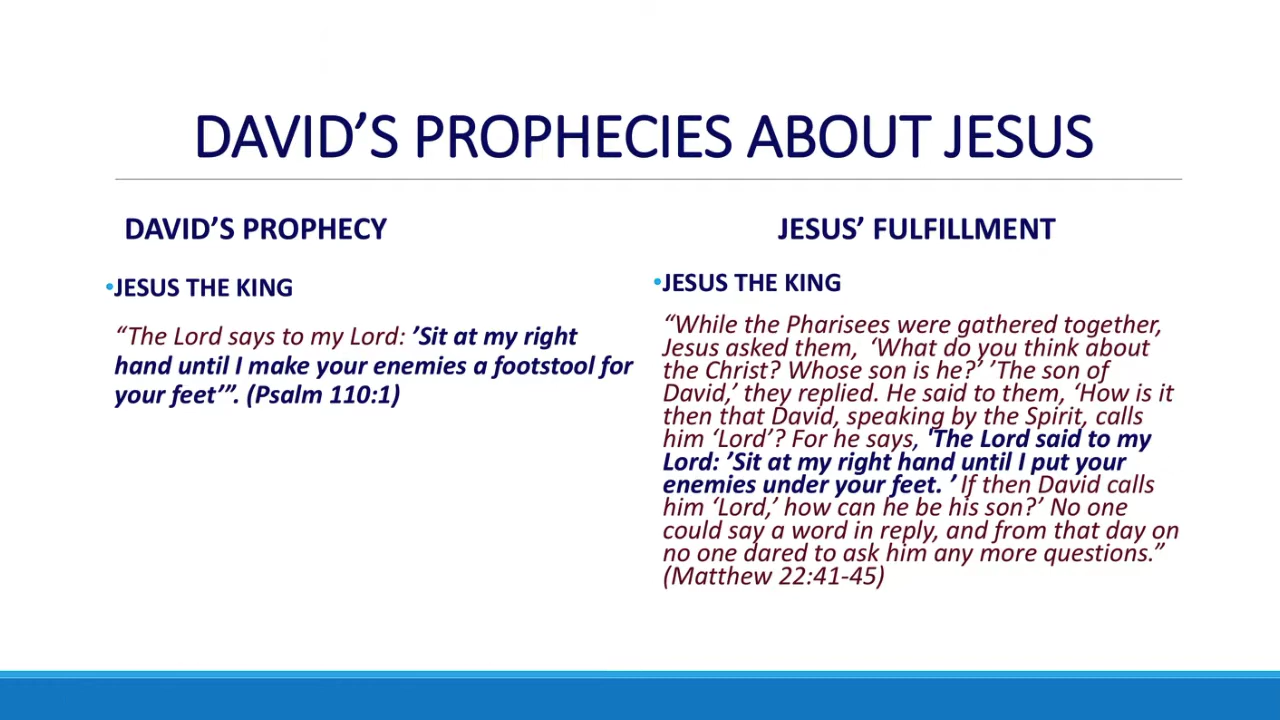 DAVID’S PROPHECIES ABOUT JESUS
DAVID’S PROPHECY
•JESUS THE KING
“The Lord says to my Lord: ’Sit at my right
hand until I make your enemies a footstool for
your feet’”. (Psalm 110:1)
JESUS’ FULFILLMENT
•JESUS THE KING
“While the Pharisees were gathered together,
Jesus asked them,  ‘What do you think about
the Christ? Whose son is he?’ ’The son of
David,’ they replied. He said to them, ‘How is it
then that David, speaking by the Spirit, calls
him ‘Lord’? For he says, 'The Lord said to my
Lord: ’Sit at my right hand until I put your
enemies under your feet. ’ If then David calls
him ‘Lord,’ how can he be his son?’ No one
could say a word in reply, and from that day on
no one dared to ask him any more questions.”
(Matthew 22:41-45)